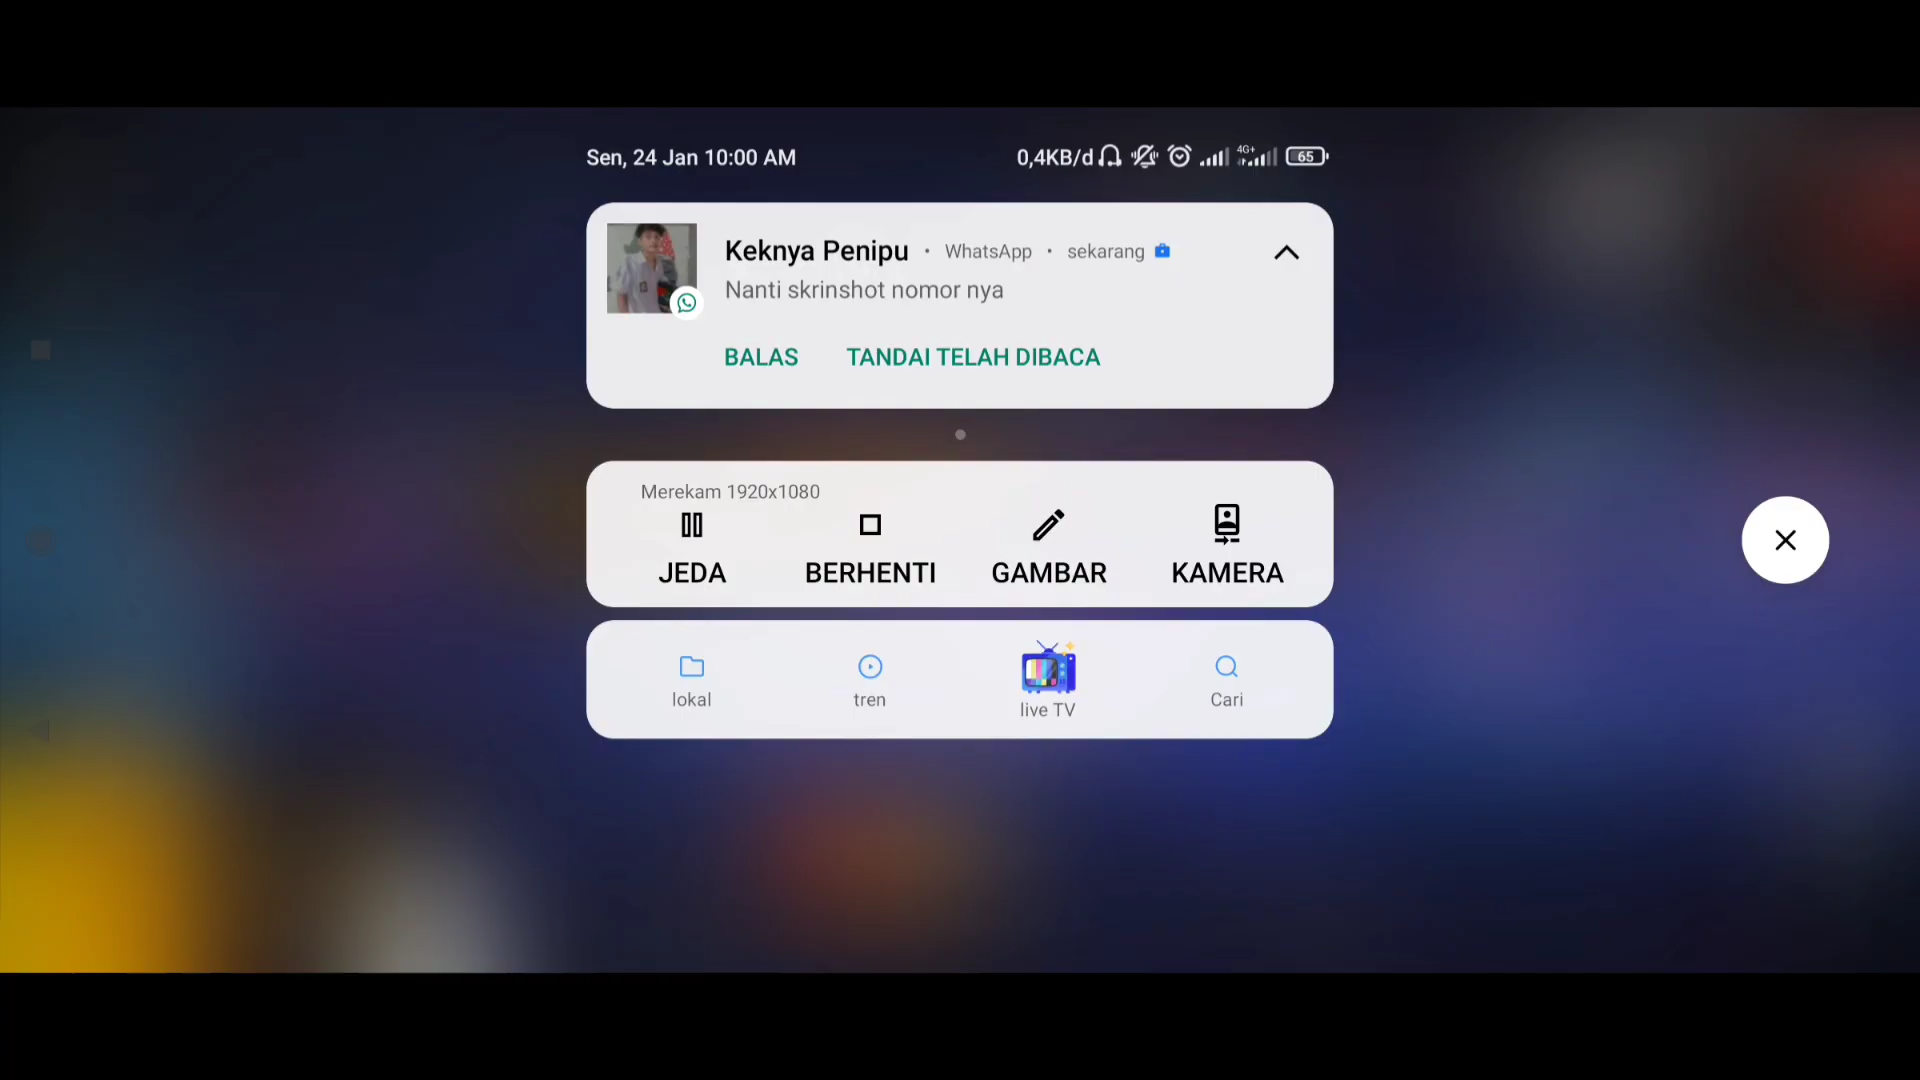 Sen, 24 Jan 10:00 AM 0,4KB/d 4G+ 65
Keknya Penipu • WhatsApp • sekarang
Nanti skrinshot nomor nya
BALAS TANDAI TELAH DIBACA
Merekam 1920x1080
JEDA BERHENTI GAMBAR KAMERA
lokal tren live TV Cari